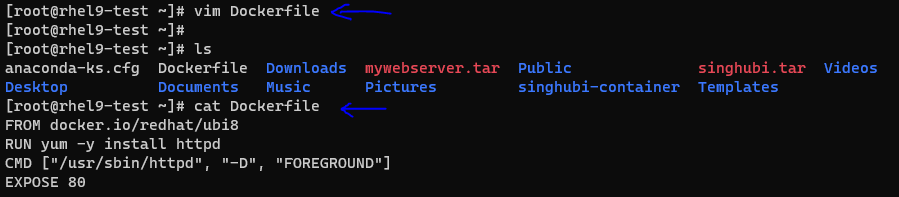 [root@rhel9-test ~]# vim Dockerfile
[root@rhel9-test ~]#
[root@rhel9-test ~]# ls
anaconda-ks.cfg  Dockerfile  Downloads  mywebserver.tar  Public               singhubi.tar  Videos
Desktop          Documents   Music      Pictures         singhubi-container  Templates
[root@rhel9-test ~]# cat Dockerfile
FROM docker.io/redhat/ubi8
RUN yum -y install httpd
CMD ["/usr/sbin/httpd", "-D", "FOREGROUND"]
EXPOSE 80